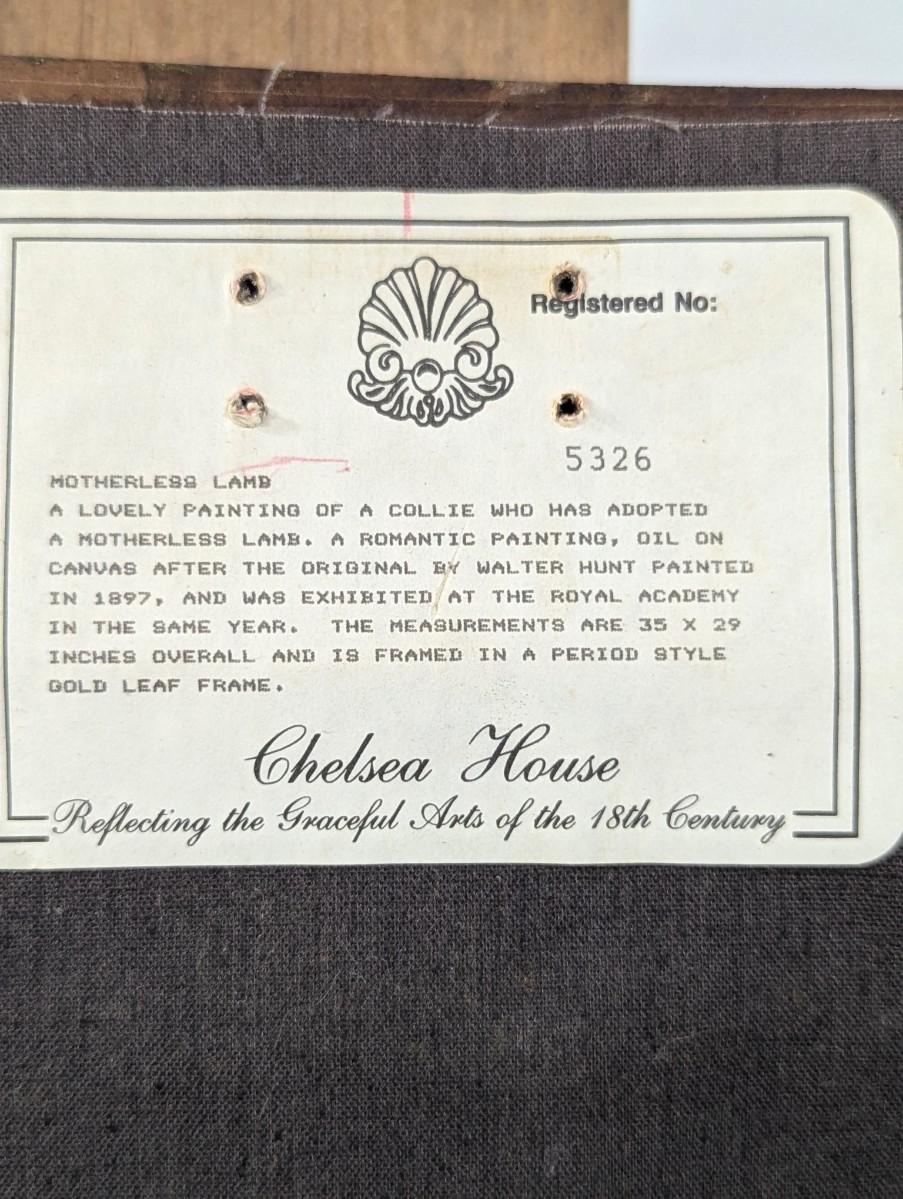 Registered No:
5326
MOTHERLESS LAMB
A LOVELY PAINTING OF A COLLIE WHO HAS ADOPTED
A MOTHERLESS LAMB. A ROMANTIC PAINTING, OIL ON
CANVAS AFTER THE ORIGINAL BY WALTER HUNT PAINTED
IN 1897, AND WAS EXHIBITED AT THE ROYAL ACADEMY
IN THE SAME YEAR. THE MEASUREMENTS ARE 35 X 29
INCHES OVERALL AND IS FRAMED IN A PERIOD STYLE
GOLD LEAF FRAME.
Chelsea House
Reflecting the Graceful Arts of the 18th Century